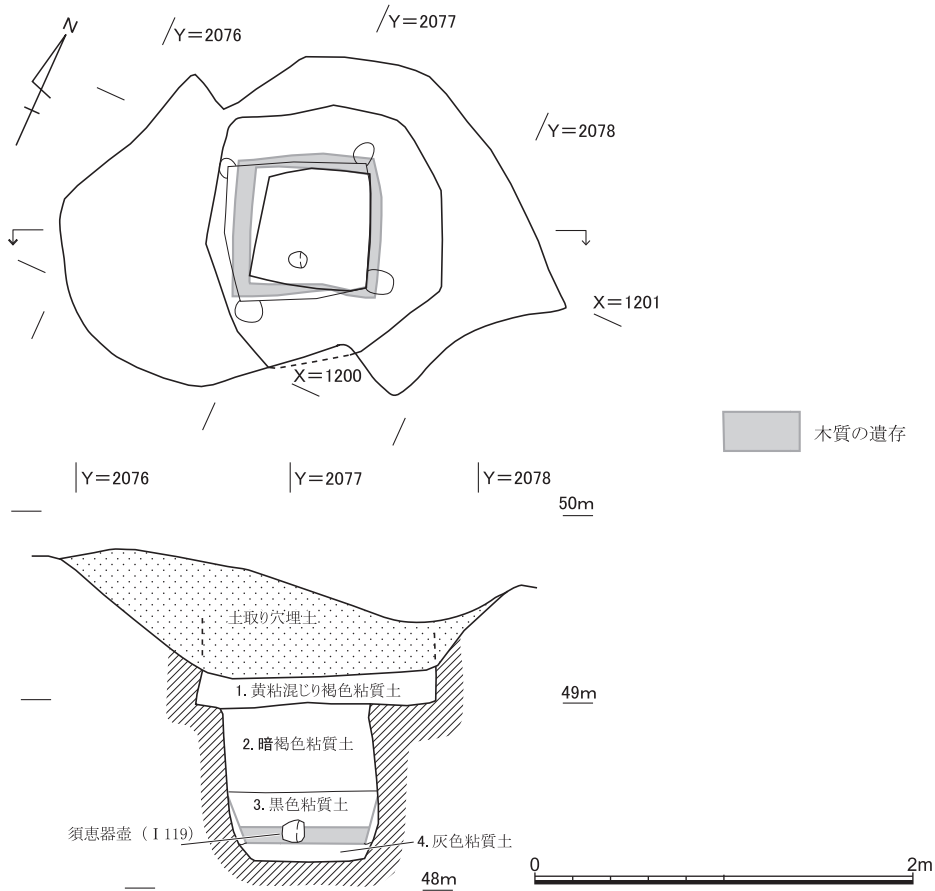 N
Y=2076
Y=2077
Y=2078
X=1201
X=1200
木質の遺存
Y=2076
Y=2077
Y=2078
50m
土取り穴埋土
1. 黄粘混じり褐色粘質土
49m
2. 暗褐色粘質土
3. 黒色粘質土
須恵器壺（Ⅰ119）
4. 灰色粘質土
48m
0
2m